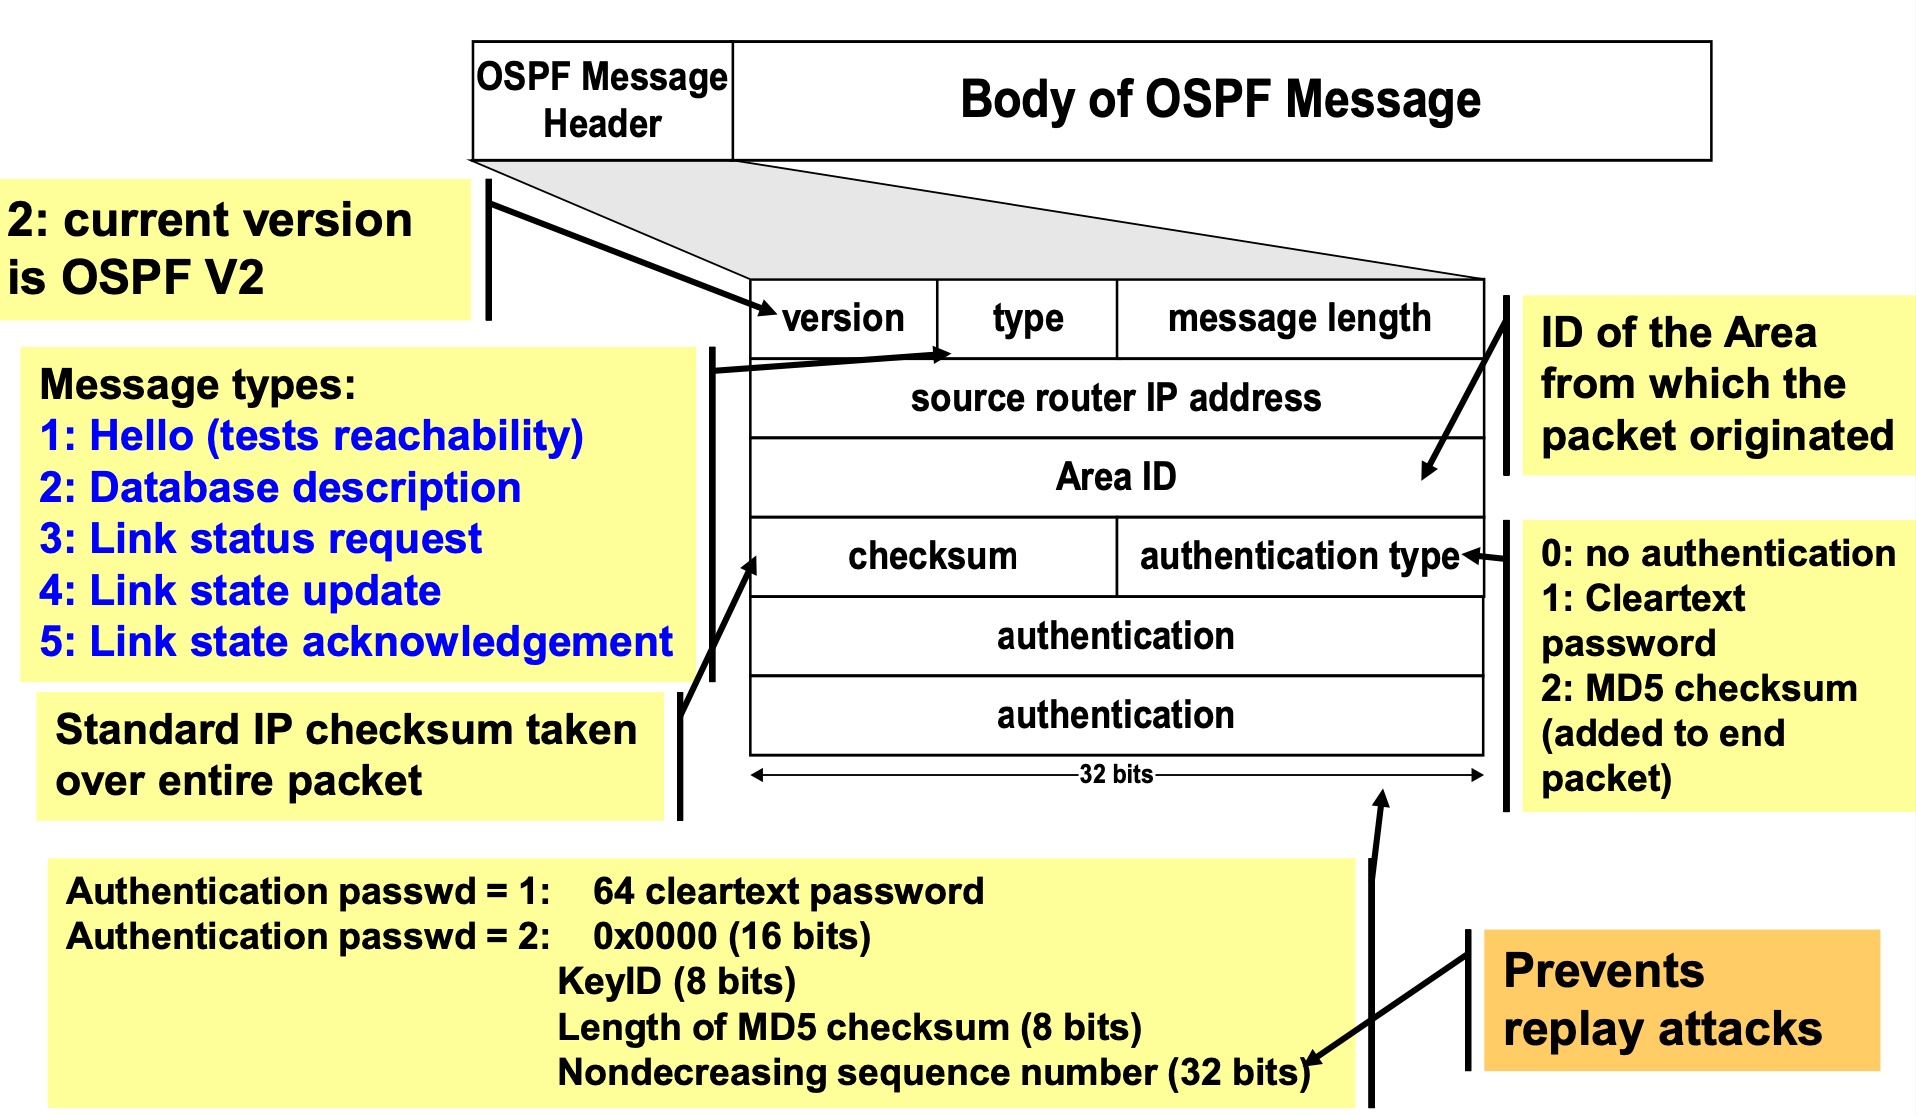 OSPF Message
Header
Body of OSPF Message
2: current version
is OSPF V2
version
type
message length
source router IP address
Area ID
checksum
authentication type
authentication
authentication
32 bits
Message types:
1: Hello (tests reachability)
2: Database description
3: Link status request
4: Link state update
5: Link state acknowledgement
Standard IP checksum taken
over entire packet
ID of the Area
from which the
packet originated
0: no authentication
1: Cleartext
password
2: MD5 checksum
(added to end
packet)
Authentication passwd = 1: 64 cleartext password
Authentication passwd = 2: 0x0000 (16 bits)
KeyID (8 bits)
Length of MD5 checksum (8 bits)
Nondecreasing sequence number (32 bits)
Prevents
replay attacks